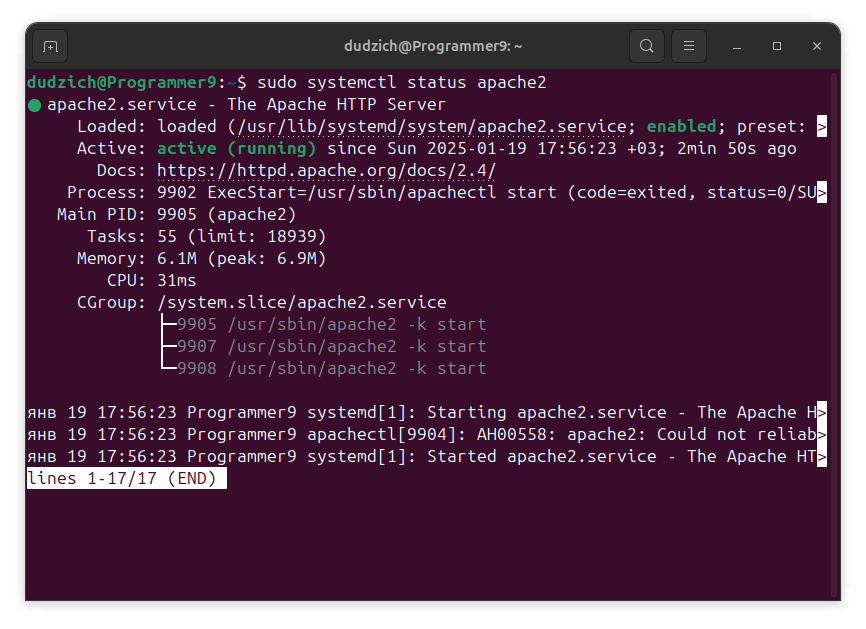 dudzich@Programmer9: ~
dudzich@Programmer9:~$ sudo systemctl status apache2
● apache2.service - The Apache HTTP Server
     Loaded: loaded (/usr/lib/systemd/system/apache2.service; enabled; preset: >
     Active: active (running) since Sun 2025-01-19 17:56:23 +03; 2min 50s ago
       Docs: https://httpd.apache.org/docs/2.4/
    Process: 9902 ExecStart=/usr/sbin/apachectl start (code=exited, status=0/SU>
   Main PID: 9905 (apache2)
      Tasks: 55 (limit: 18939)
     Memory: 6.1M (peak: 6.9M)
        CPU: 31ms
     CGroup: /system.slice/apache2.service
             ├─9905 /usr/sbin/apache2 -k start
             ├─9907 /usr/sbin/apache2 -k start
             └─9908 /usr/sbin/apache2 -k start
янв 19 17:56:23 Programmer9 systemd[1]: Starting apache2.service - The Apache H>
янв 19 17:56:23 Programmer9 apachectl[9904]: AH00558: apache2: Could not reliab>
янв 19 17:56:23 Programmer9 systemd[1]: Started apache2.service - The Apache HT>
lines 1-17/17 (END)